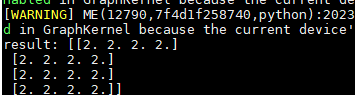 nabled in GraphKernel because the current de
[WARNING] ME(12790,7f4d1f258740,python):2023
d in GraphKernel because the current device'
result: [[2. 2. 2. 2.]
 [2. 2. 2. 2.]
 [2. 2. 2. 2.]
 [2. 2. 2. 2.]]